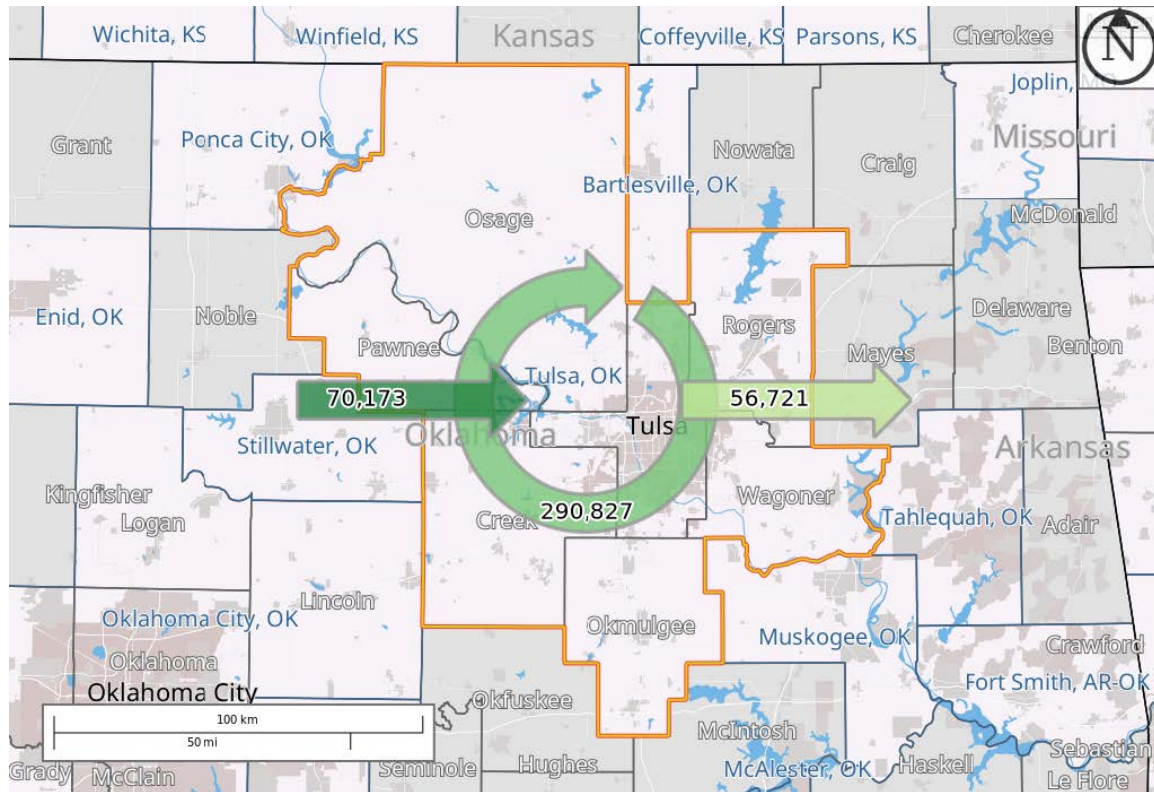 Wichita, KS
Winfield, KS
Kansas
Coffeyville, KS
Parsons, KS
Cherokee
N
Joplin, MO
Grant
Ponca City, OK
Missouri
Nowata
Craig
Bartlesville, OK
Osage
McDonald
Enid, OK
Noble
Rogers
Delaware
Pawnee
Mayes
Benton
Tulsa, OK
70,173
56,721
Tulsa
Oklahoma
Stillwater, OK
Arkansas
Kingfisher
Logan
Wagoner
290,827
Creek
Tahlequah, OK
Adair
Lincoln
Oklahoma City, OK
Okmulgee
Muskogee, OK
Crawford
Oklahoma
Oklahoma City
Fort Smith, AR-OK
Okfuskee
100 km
50 mi
McIntosh
Sebastian
Grady
McClain
Seminole
Hughes
McAlester, OK
Haskell
Le Flore